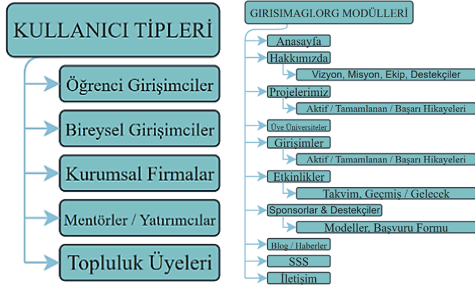 KULLANICI TİPLERİ
Öğrenci Girişimciler
Bireysel Girişimciler
Kurumsal Firmalar
Mentörler / Yatırımcılar
Topluluk Üyeleri
GIRISIMAGI.ORG MODÜLLERİ
Anasayfa
Hakkımızda
Vizyon, Misyon, Ekip, Destekçiler
Projelerimiz
Aktif / Tamamlanan / Başarı Hikayeleri
Üye Üniversiteler
Girişimler
Aktif / Tamamlanan / Başarı Hikayeleri
Etkinlikler
Takvim, Geçmiş / Gelecek
Sponsorlar & Destekçiler
Modeller, Başvuru Formu
Blog / Haberler
SSS
İletişim